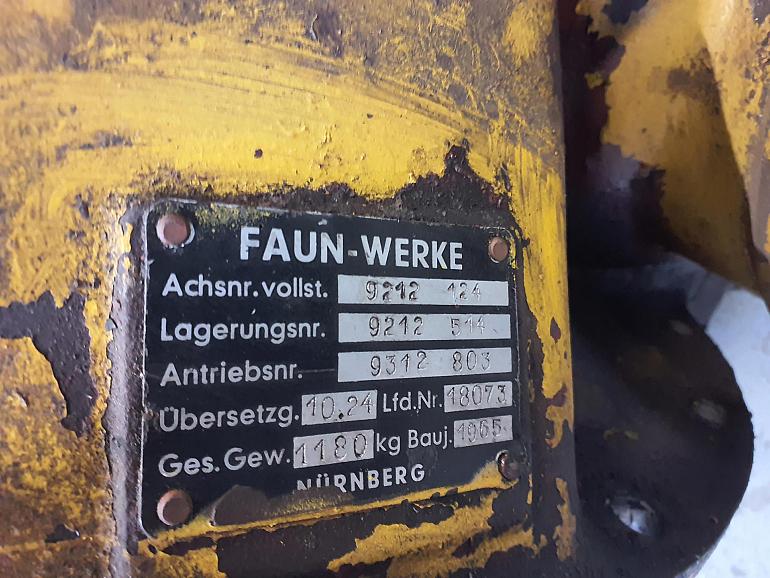 FAUN-WERKE
Achsnr. vollst. 9212 124
Lagerungsnr. 9212 514
Antriebsnr. 9312 803
Übersetzg. 10.24 Lfd.Nr. 18073
Ges. Gew. 1180 kg Bauj. 1965
NÜRNBERG